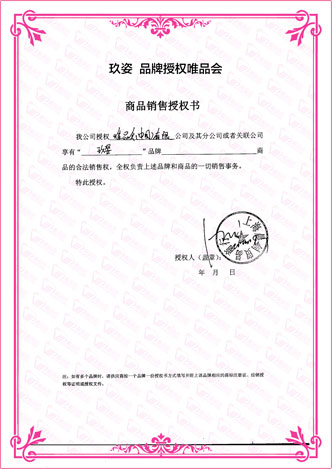 玖姿 品牌授权唯品会
商品销售授权书
我公司授权 唯品会(中国)有限 公司及其分公司或者关联公司
享有“ 玖姿 ”品牌 商
品的合法销售权，全权负责上述品牌和商品的一切销售事务。
特此授权。
授权人（盖章）：
年 月 日
注：如有多个品牌时，请供应商按一个品牌一份授权书方式填写并附上述品牌相应的商标注册证、经销授
权等证明或授权文件。